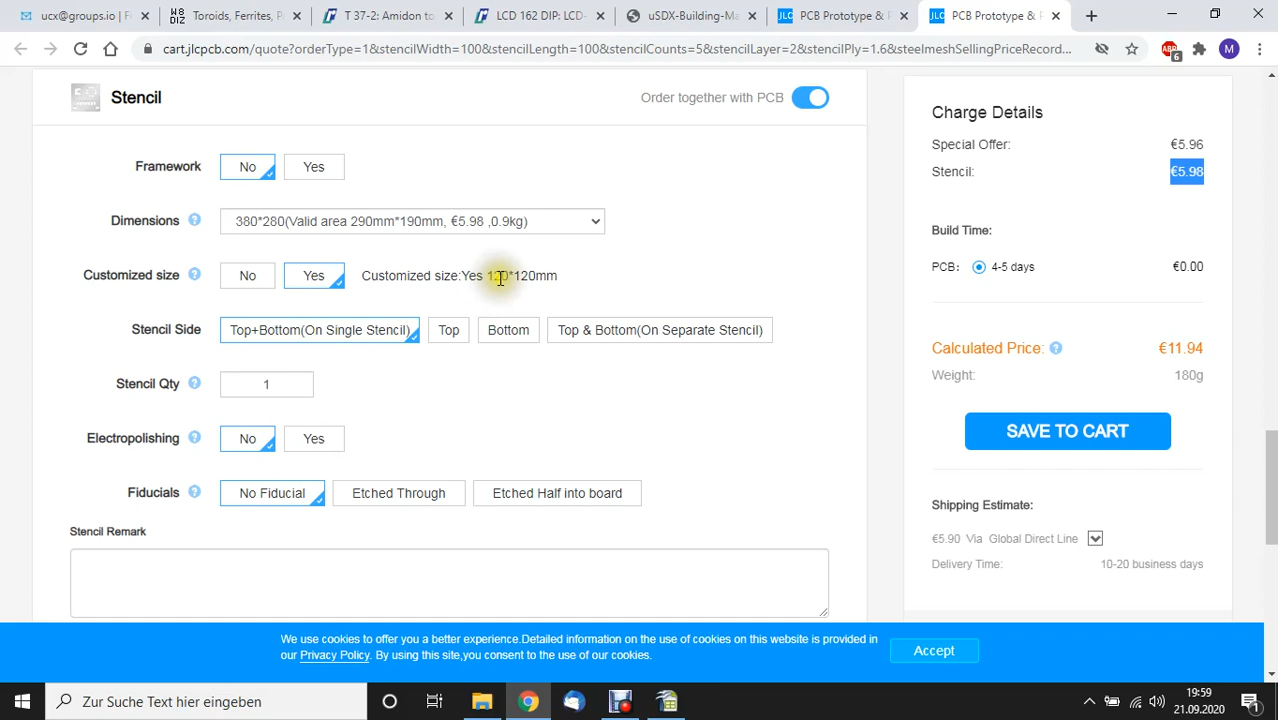 ucx@groups.io | Fi
Toroids, Ferrites, P
T 37-2: Amidon to
LCD 162 DIP: LCD-
uSDX-Building-Ma
PCB Prototype & P
PCB Prototype & P
cart.jlcpcb.com/quote?orderType=1&stencilWidth=100&stencilLength=100&stencilCounts=5&stencilLayer=2&stencilPly=1.6&steelmeshSellingPriceRecord...
ABP
6
M
Stencil
Order together with PCB
Framework No Yes
Dimensions ? 380*280(Valid area 290mm*190mm, €5.98 ,0.9kg)
Customized size ? No Yes Customized size:Yes 120*120mm
Stencil Side Top+Bottom(On Single Stencil) Top Bottom Top & Bottom(On Separate Stencil)
Stencil Qty ? 1
Electropolishing ? No Yes
Fiducials ? No Fiducial Etched Through Etched Half into board
Stencil Remark
Charge Details
Special Offer: €5.96
Stencil: €5.98
Build Time:
PCB: 4-5 days €0.00
Calculated Price: ? €11.94
Weight: 180g
SAVE TO CART
Shipping Estimate:
€5.90 Via Global Direct Line
Delivery Time: 10-20 business days
We use cookies to offer you a better experience.Detailed information on the use of cookies on this website is provided in
our Privacy Policy. By using this site,you consent to the use of our cookies.
Accept
Zur Suche Text hier eingeben
19:59
21.09.2020
1